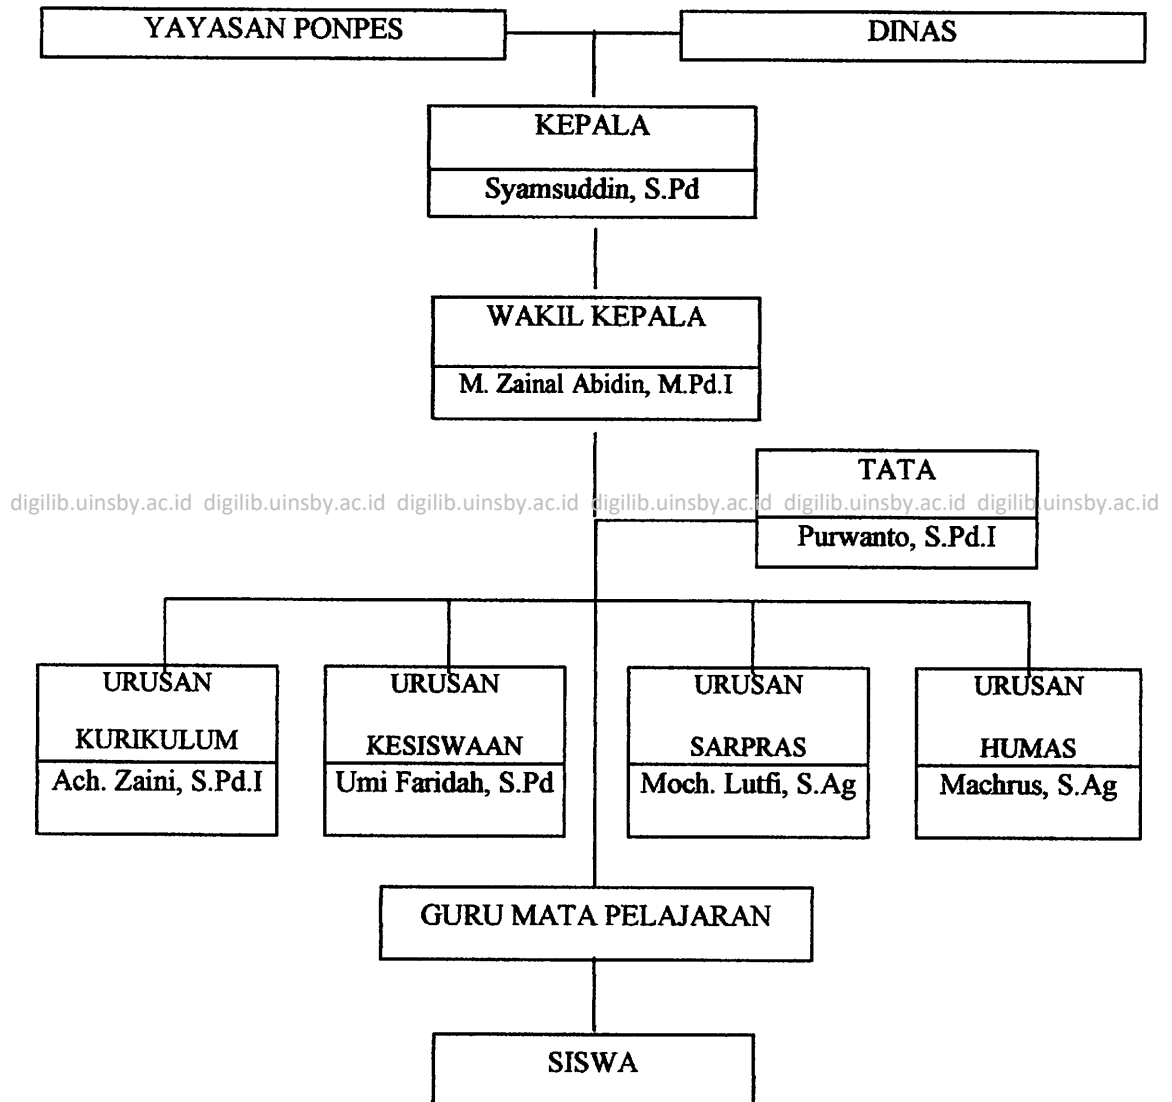 YAYASAN PONPES
DINAS
KEPALA
Syamsuddin, S.Pd
WAKIL KEPALA
M. Zainal Abidin, M.Pd.I
TATA
digilib.uinsby.ac.id digilib.uinsby.ac.id digilib.uinsby.ac.id digilib.uinsby.ac.id digilib.uinsby.ac.id digilib.uinsby.ac.id
Purwanto, S.Pd.I
URUSAN
KURIKULUM
Ach. Zaini, S.Pd.I
URUSAN
KESISWAAN
Umi Faridah, S.Pd
URUSAN
SARPRAS
Moch. Lutfi, S.Ag
URUSAN
HUMAS
Machrus, S.Ag
GURU MATA PELAJARAN
SISWA